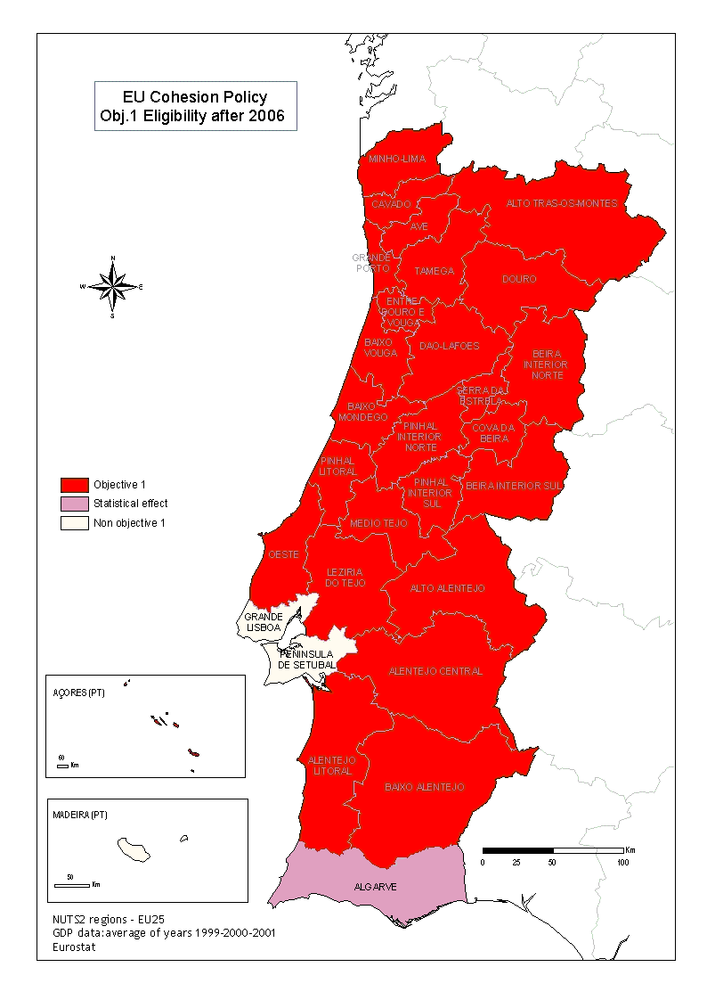 EU Cohesion Policy
Obj.1 Eligibility after 2006
MINHO-LIMA
CAVADO
ALTO TRAS-OS-MONTES
AVE
GRANDE
PORTO
TAMEGA
DOURO
ENTRE
DOURO E
VOUGA
BAIXO
VOUGA
DAO-LAFOES
BEIRA
INTERIOR
NORTE
SERRA DA
ESTRELA
BAIXO
MONDEGO
PINHAL
INTERIOR
NORTE
COVA DA
BEIRA
PINHAL
LITORAL
PINHAL
INTERIOR
SUL
BEIRA INTERIOR SUL
MEDIO TEJO
OESTE
LEZIRIA
DO TEJO
ALTO ALENTEJO
GRANDE
LISBOA
PENINSULA
DE SETUBAL
ALENTEJO CENTRAL
ALENTEJO
LITORAL
BAIXO ALENTEJO
ALGARVE
N
W
E
S
Objective 1
Statistical effect
Non objective 1
AÇORES (PT)
60
Km
MADEIRA (PT)
50
Km
Km
0 25 50 100
NUTS2 regions - EU25
GDP data:average of years 1999-2000-2001
Eurostat